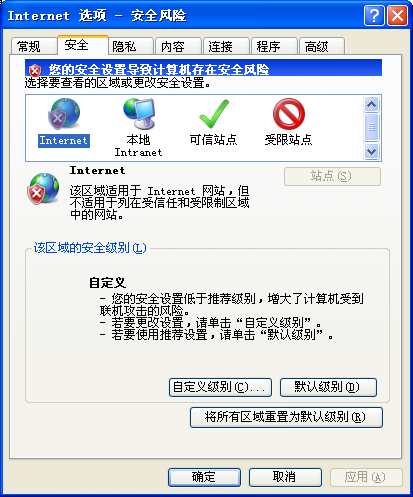 Internet 选项 - 安全风险
常规 安全 隐私 内容 连接 程序 高级
您的安全设置导致计算机存在安全风险
选择要查看的区域或更改安全设置。
Internet 本地 Intranet 可信站点 受限站点
Internet
站点(S)
该区域适用于 Internet 网站,但
不适用于列在受信任和受限制区域
中的网站。
该区域的安全级别(L)
自定义
- 您的安全设置低于推荐级别,增大了计算机受到
联机攻击的风险。
- 若要更改设置,请单击“自定义级别”。
- 若要使用推荐设置,请单击“默认级别”。
自定义级别(C)... 默认级别(D)
将所有区域重置为默认级别(R)
确定 取消 应用(A)